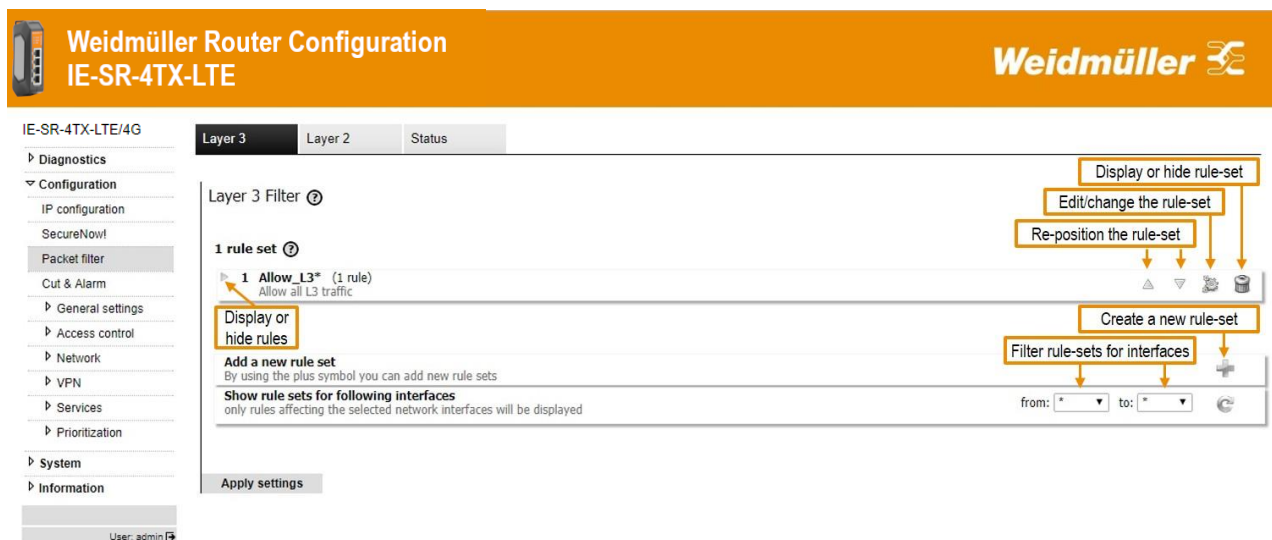 Weidmüller Router Configuration
IE-SR-4TX-LTE
Weidmüller
IE-SR-4TX-LTE/4G
Diagnostics
Configuration
IP configuration
SecureNow!
Packet filter
Cut & Alarm
General settings
Access control
Network
VPN
Services
Prioritization
System
Information
User: admin
Layer 3
Layer 2
Status
Layer 3 Filter ?
Display or hide rule-set
Edit/change the rule-set
Re-position the rule-set
1 rule set ?
1 Allow_L3* (1 rule)
Allow all L3 traffic
Display or
hide rules
Create a new rule-set
Filter rule-sets for interfaces
Add a new rule set
By using the plus symbol you can add new rule sets
Show rule sets for following interfaces
only rules affecting the selected network interfaces will be displayed
from: * to: *
Apply settings